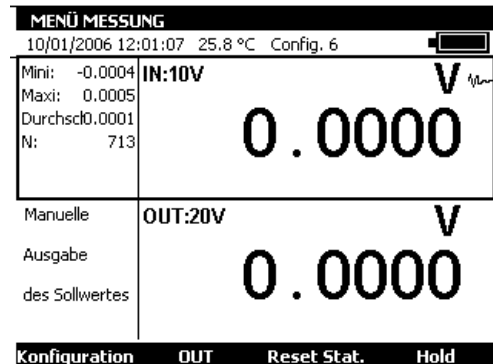 MENÜ MESSUNG
10/01/2006 12:01:07 25.8 °C Config. 6
Mini: -0.0004 IN:10V V
Maxi: 0.0005
Durchscl0.0001
N: 713
0.0000
Manuelle OUT:20V V
Ausgabe
des Sollwertes
0.0000
Konfiguration OUT Reset Stat. Hold